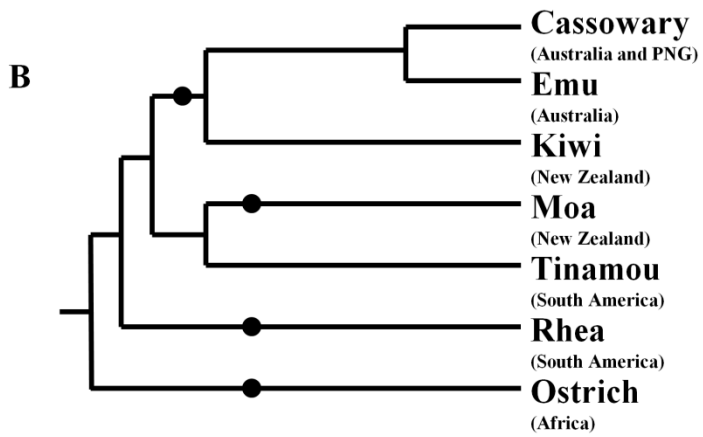 B
Cassowary
(Australia and PNG)
Emu
(Australia)
Kiwi
(New Zealand)
Moa
(New Zealand)
Tinamou
(South America)
Rhea
(South America)
Ostrich
(Africa)